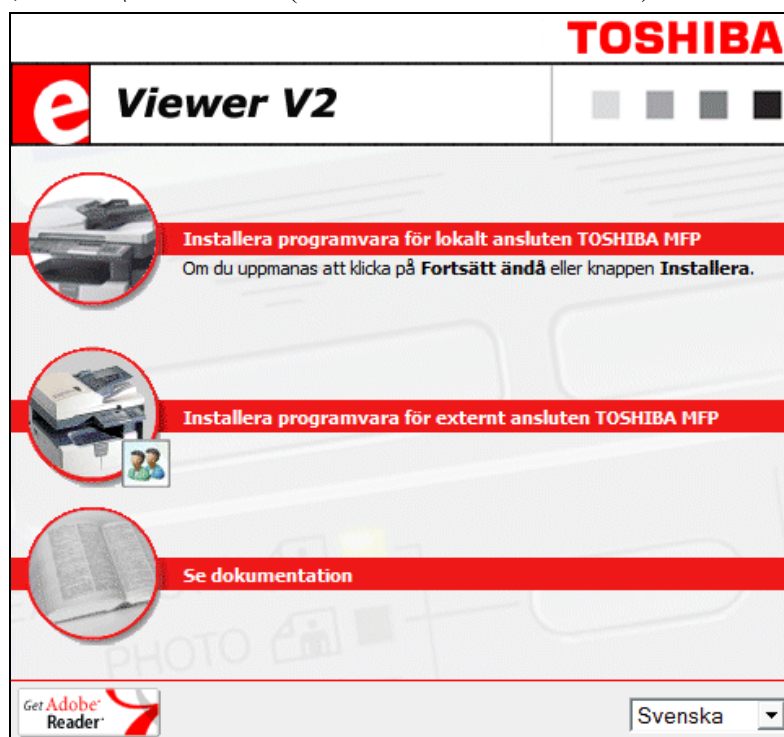 TOSHIBA
e Viewer V2
Installera programvara för lokalt ansluten TOSHIBA MFP
Om du uppmanas att klicka på Fortsätt ändå eller knappen Installera.
Installera programvara för externt ansluten TOSHIBA MFP
Se dokumentation
PHOTO
Get Adobe
Reader
Svenska